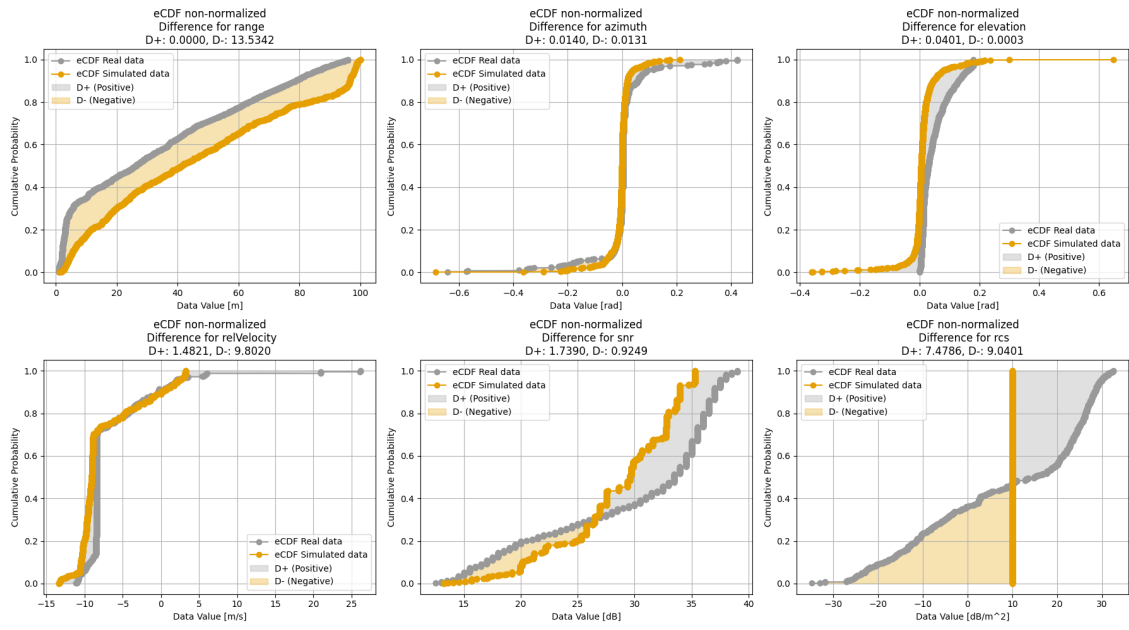 eCDF non-normalized
Difference for range
D+: 0.0000, D-: 13.5342
eCDF Real data
eCDF Simulated data
D+ (Positive)
D- (Negative)
Cumulative Probability
1.0
0.8
0.6
0.4
0.2
0.0
0
20
40
60
80
100
Data Value [m]
eCDF non-normalized
Difference for azimuth
D+: 0.0140, D-: 0.0131
eCDF Real data
eCDF Simulated data
D+ (Positive)
D- (Negative)
Cumulative Probability
1.0
0.8
0.6
0.4
0.2
0.0
−0.6
−0.4
−0.2
0.0
0.2
0.4
Data Value [rad]
eCDF non-normalized
Difference for elevation
D+: 0.0401, D-: 0.0003
Cumulative Probability
1.0
0.8
0.6
0.4
0.2
0.0
eCDF Real data
eCDF Simulated data
D+ (Positive)
D- (Negative)
−0.4
−0.2
0.0
0.2
0.4
0.6
Data Value [rad]
eCDF non-normalized
Difference for relVelocity
D+: 1.4821, D-: 9.8020
Cumulative Probability
1.0
0.8
0.6
0.4
0.2
0.0
eCDF Real data
eCDF Simulated data
D+ (Positive)
D- (Negative)
−15
−10
−5
0
5
10
15
20
25
Data Value [m/s]
eCDF non-normalized
Difference for snr
D+: 1.7390, D-: 0.9249
eCDF Real data
eCDF Simulated data
D+ (Positive)
D- (Negative)
Cumulative Probability
1.0
0.8
0.6
0.4
0.2
0.0
15
20
25
30
35
Data Value [dB]
eCDF non-normalized
Difference for rcs
D+: 7.4786, D-: 9.0401
eCDF Real data
eCDF Simulated data
D+ (Positive)
D- (Negative)
Cumulative Probability
1.0
0.8
0.6
0.4
0.2
0.0
−30
−20
−10
0
10
20
30
Data Value [dB/m^2]